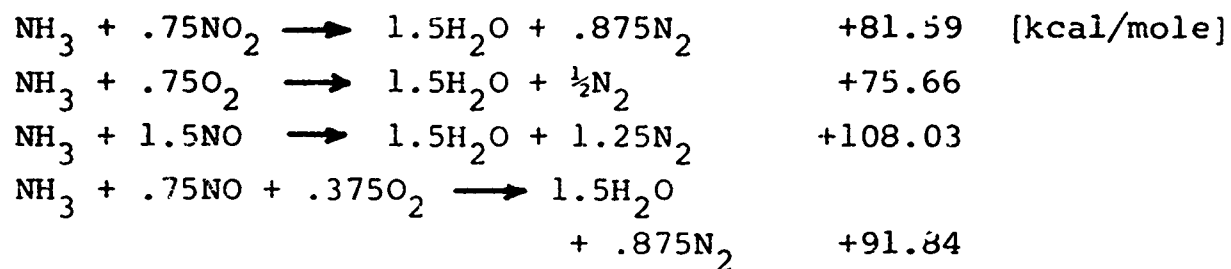 NH₃ + .75NO₂ ⟶ 1.5H₂O + .875N₂ +81.59 [kcal/mole]
NH₃ + .75O₂ ⟶ 1.5H₂O + ½N₂ +75.66
NH₃ + 1.5NO ⟶ 1.5H₂O + 1.25N₂ +108.03
NH₃ + .75NO + .375O₂ ⟶ 1.5H₂O
+ .875N₂ +91.84